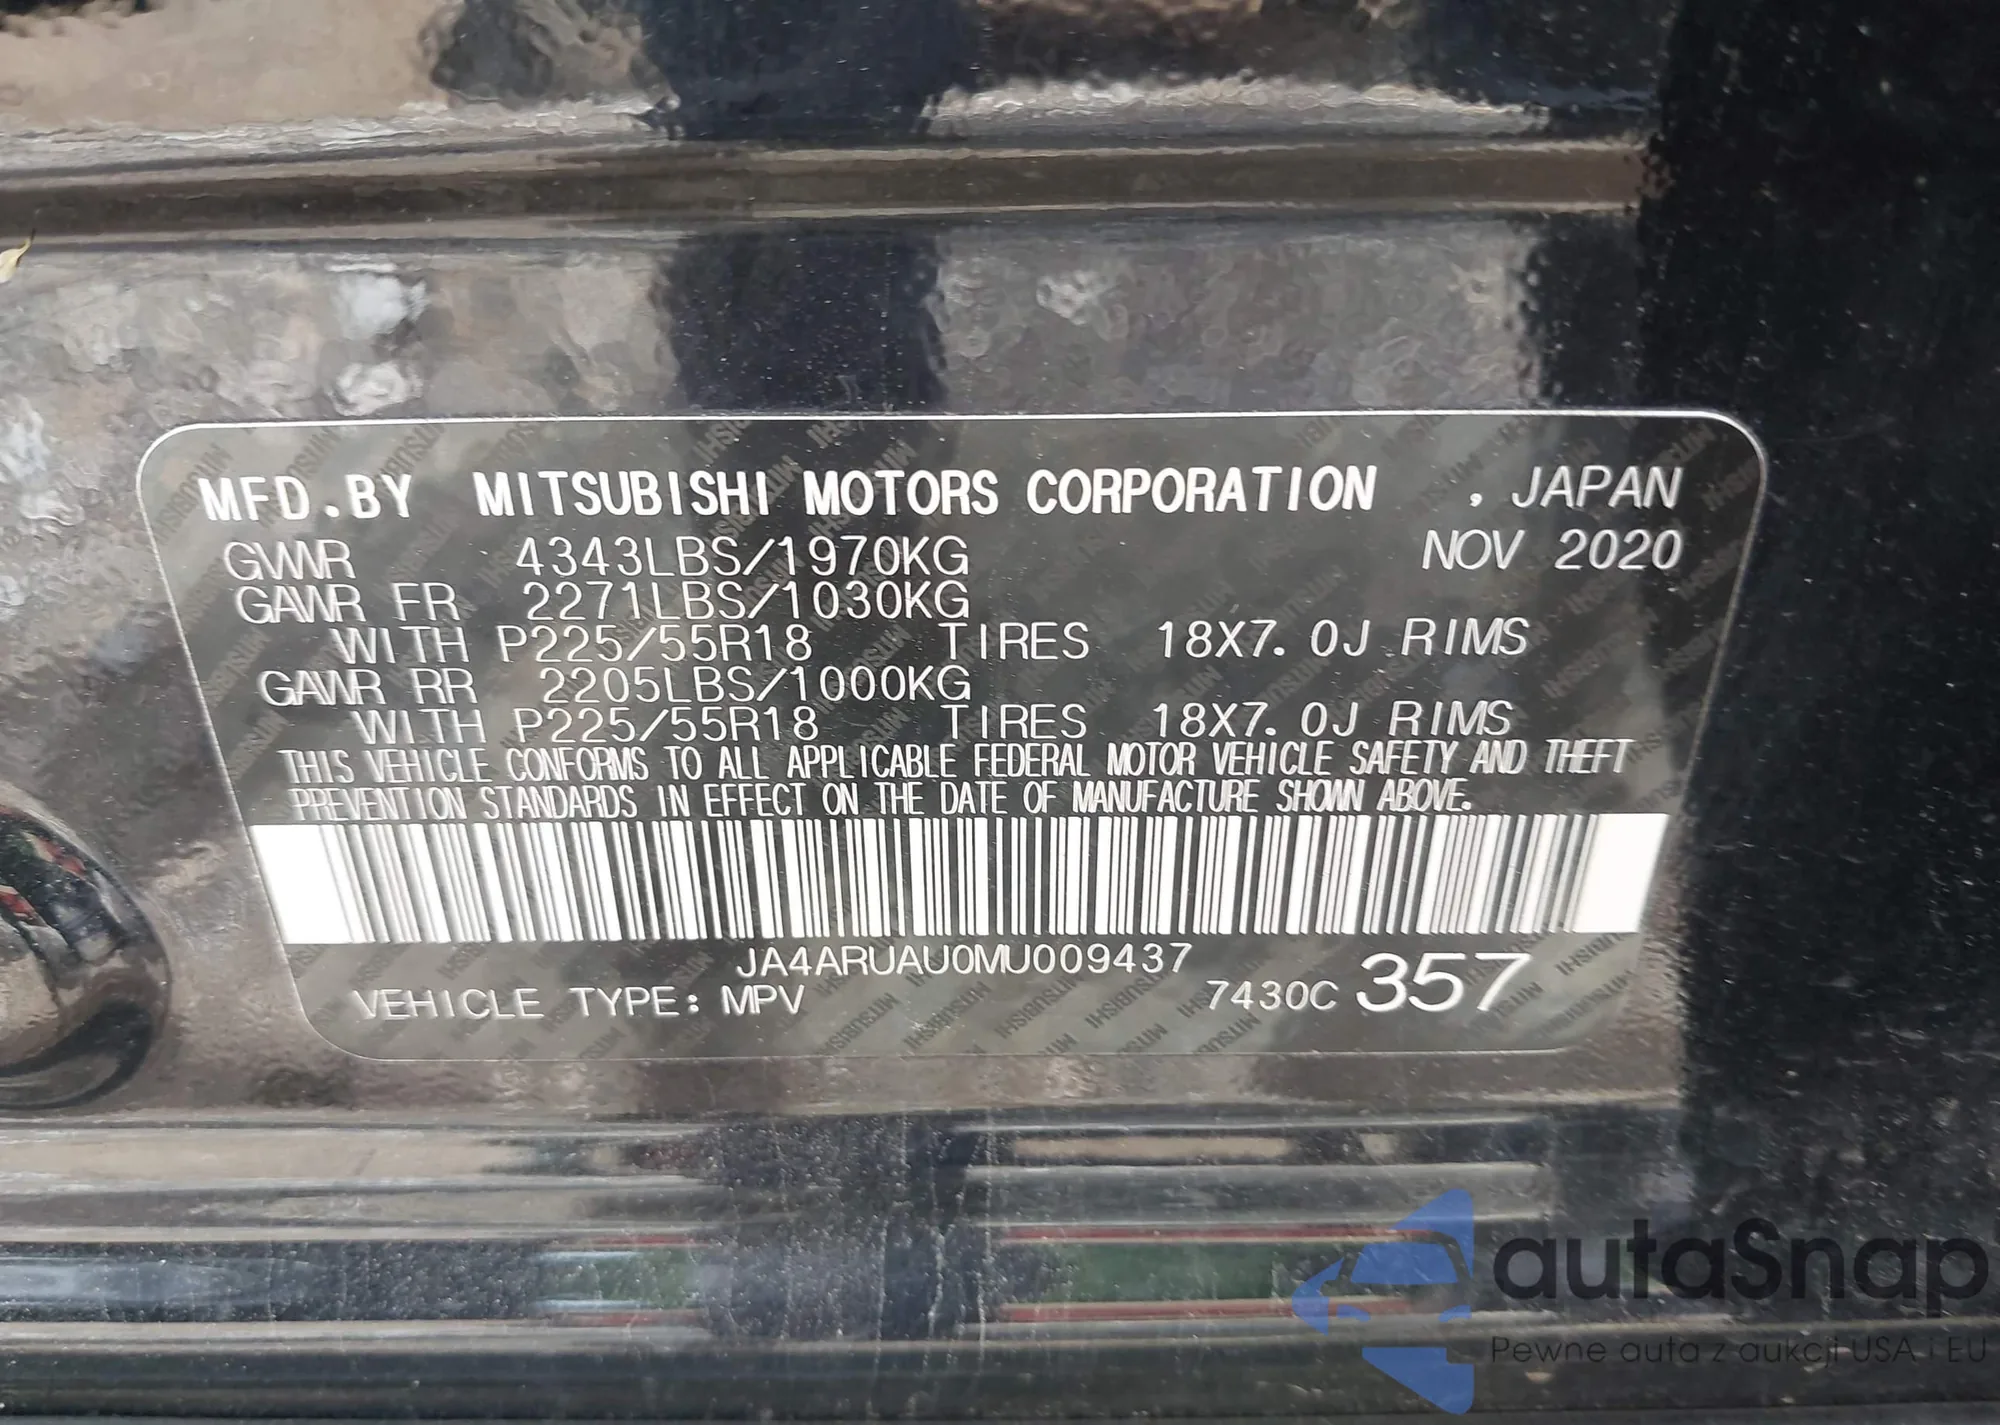 MFD.BY MITSUBISHI MOTORS CORPORATION , JAPAN
GVWR 4343LBS/1970KG NOV 2020
GAWR FR 2271LBS/1030KG
WITH P225/55R18 TIRES 18X7.0J RIMS
GAWR RR 2205LBS/1000KG
WITH P225/55R18 TIRES 18X7.0J RIMS
THIS VEHICLE CONFORMS TO ALL APPLICABLE FEDERAL MOTOR VEHICLE SAFETY AND THEFT
PREVENTION STANDARDS IN EFFECT ON THE DATE OF MANUFACTURE SHOWN ABOVE.
JA4ARUAU0MU009437
VEHICLE TYPE: MPV 7430C 357
autaSnap
Pewne auta z aukcji USA i EU